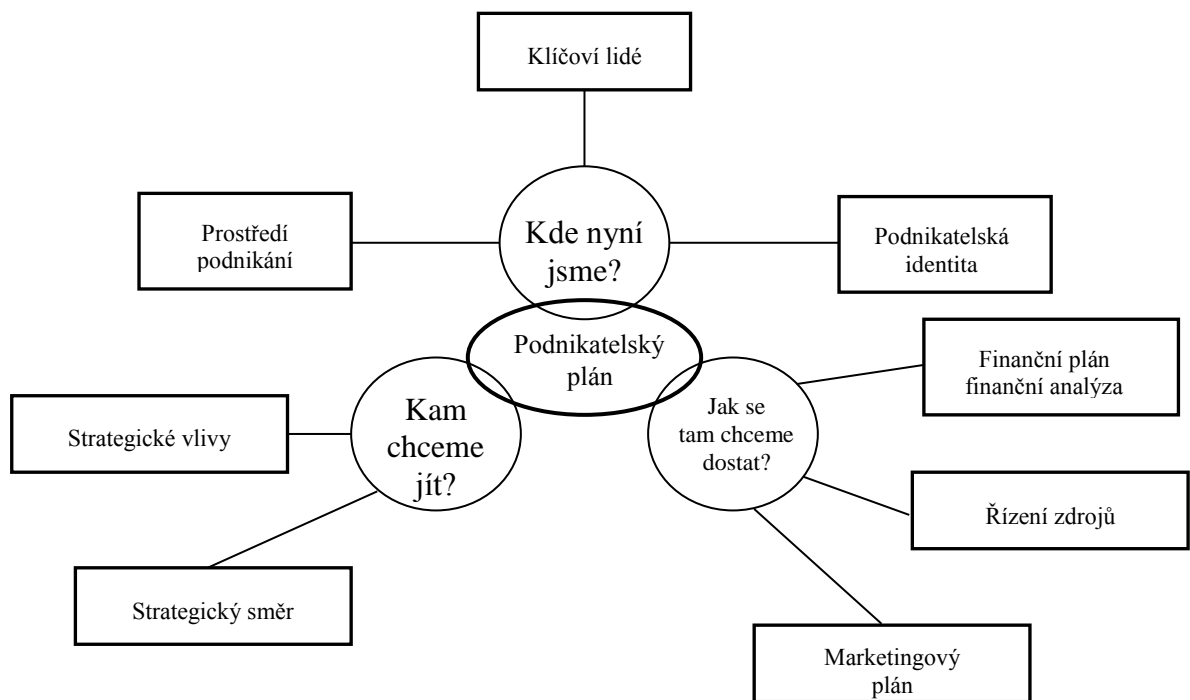 Klíčoví lidé
Prostředí
podnikání
Kde nyní
jsme?
Podnikatelská
identita
Podnikatelský
plán
Finanční plán
finanční analýza
Kam
chceme
jít?
Jak se
tam chceme
dostat?
Strategické vlivy
Řízení zdrojů
Strategický směr
Marketingový
plán